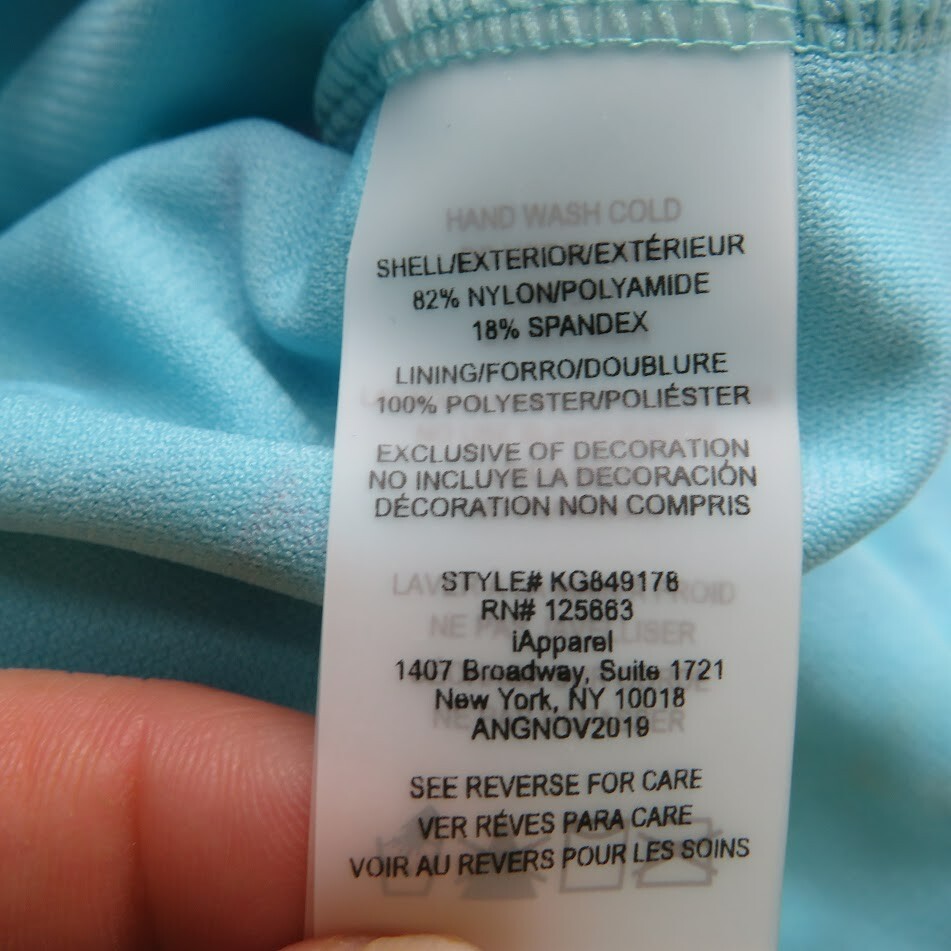 HAND WASH COLD
SHELL/EXTERIOR/EXTÉRIEUR
82% NYLON/POLYAMIDE
18% SPANDEX
LINING/FORRO/DOUBLURE
100% POLYESTER/POLIÉSTER
EXCLUSIVE OF DECORATION
NO INCLUYE LA DECORACIÓN
DÉCORATION NON COMPRIS
STYLE# KG849178
RN# 125663
iApparel
1407 Broadway, Suite 1721
New York, NY 10018
ANGNOV2019
SEE REVERSE FOR CARE
VER RÉVES PARA CARE
VOIR AU REVERS POUR LES SOINS